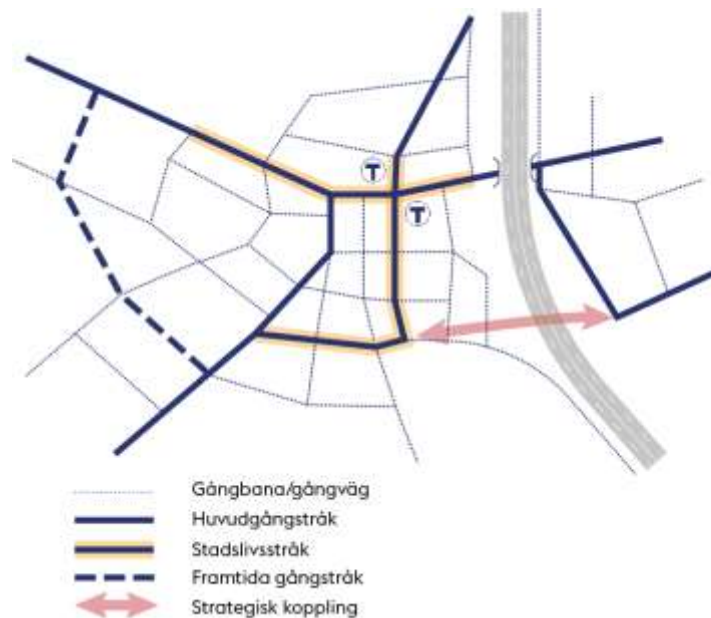 T
T
Gångbana/gångväg
Huvudgångstråk
Stadslivsstråk
Framtida gångstråk
Strategisk koppling